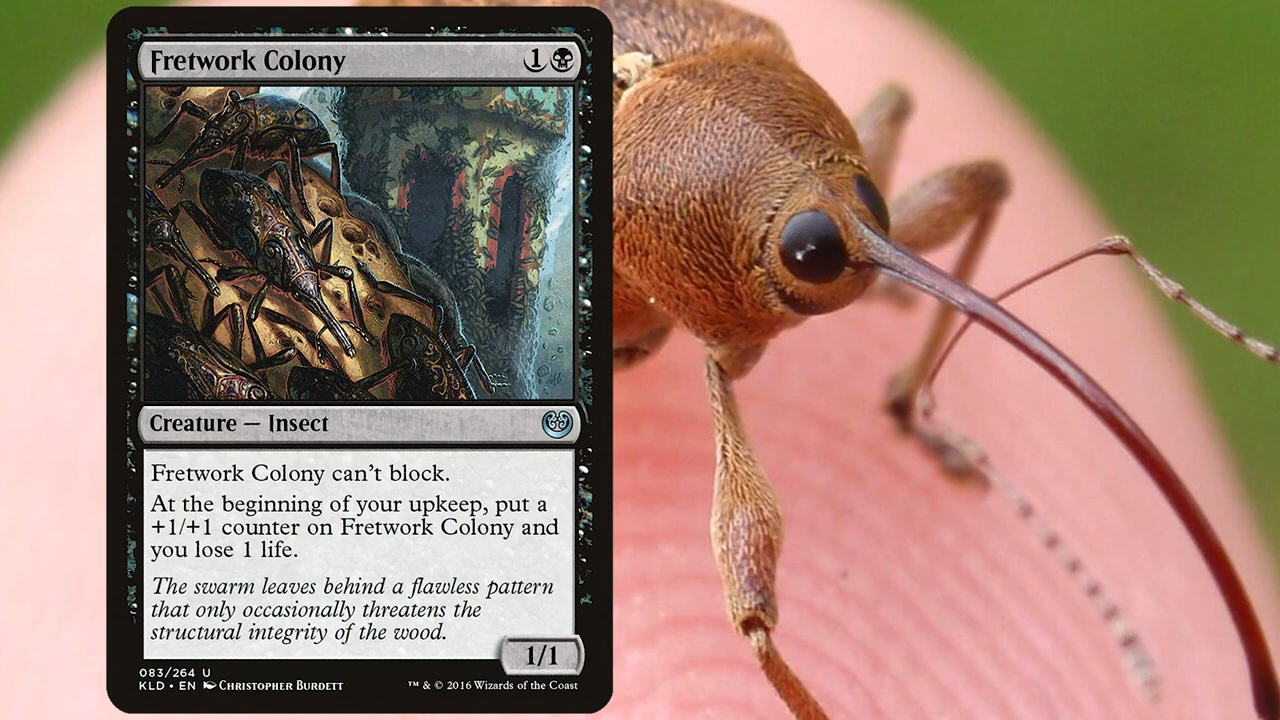 Fretwork Colony 1
Creature — Insect
Fretwork Colony can't block.
At the beginning of your upkeep, put a
+1/+1 counter on Fretwork Colony and
you lose 1 life.
The swarm leaves behind a flawless pattern
that only occasionally threatens the
structural integrity of the wood.
1/1
083/264 U
KLD • EN Christopher Burdett ™ & © 2016 Wizards of the Coast